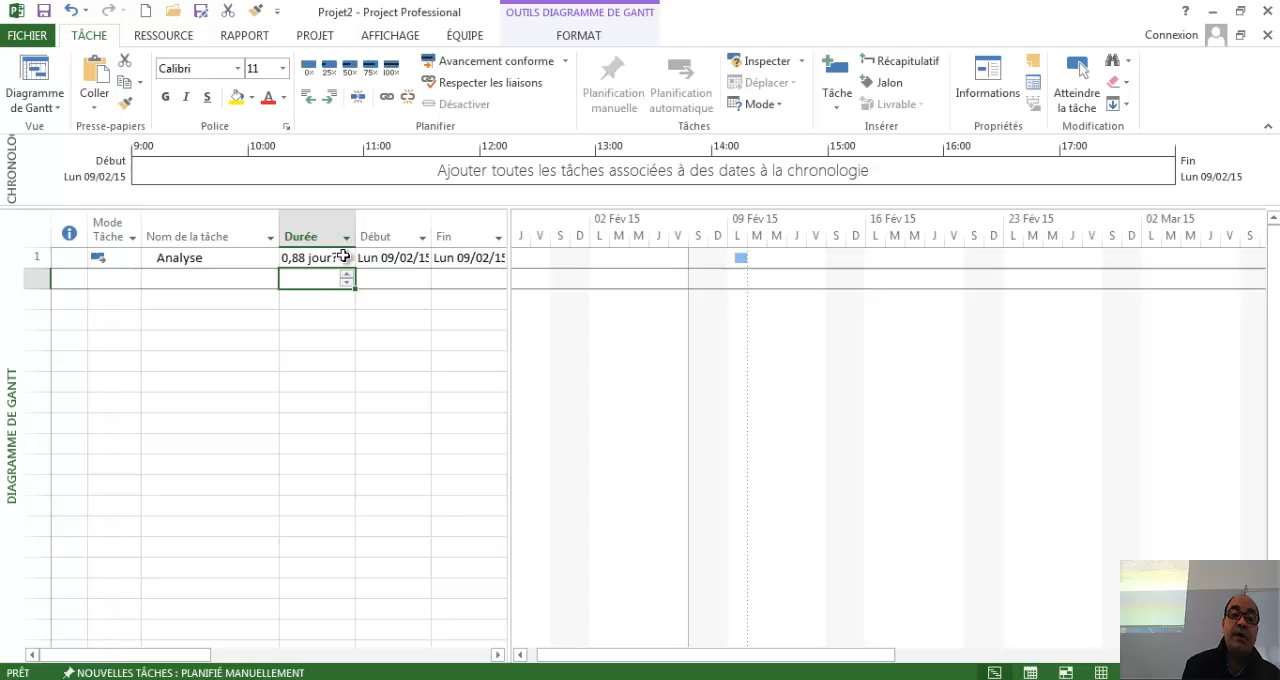 Projet2 - Project Professional
OUTILS DIAGRAMME DE GANTT
FICHIER TÂCHE RESSOURCE RAPPORT PROJET AFFICHAGE ÉQUIPE FORMAT Connexion
Diagramme de Gantt
Vue
Coller
Presse-papiers
Calibri 11
G I S
Police
0% 25% 50% 75% 100%
Avancement conforme
Respecter les liaisons
Désactiver
Planifier
Planification manuelle
Planification automatique
Inspecter
Déplacer
Mode
Tâches
Tâche
Récapitulatif
Jalon
Livrable
Insérer
Informations
Propriétés
Atteindre la tâche
Modification
CHRONOLO
Début
Lun 09/02/15
9:00 10:00 11:00 12:00 13:00 14:00 15:00 16:00 17:00
Ajouter toutes les tâches associées à des dates à la chronologie
Fin
Lun 09/02/15
DIAGRAMME DE GANTT
Mode Tâche Nom de la tâche Durée Début Fin
02 Fév 15 09 Fév 15 16 Fév 15 23 Fév 15 02 Mar 15
J V S D L M M J V S D L M M J V S D L M M J V S D L M M J V S D L M M J V S
1 Analyse 0,88 jour? Lun 09/02/15 Lun 09/02/15
PRÊT NOUVELLES TÂCHES : PLANIFIÉ MANUELLEMENT